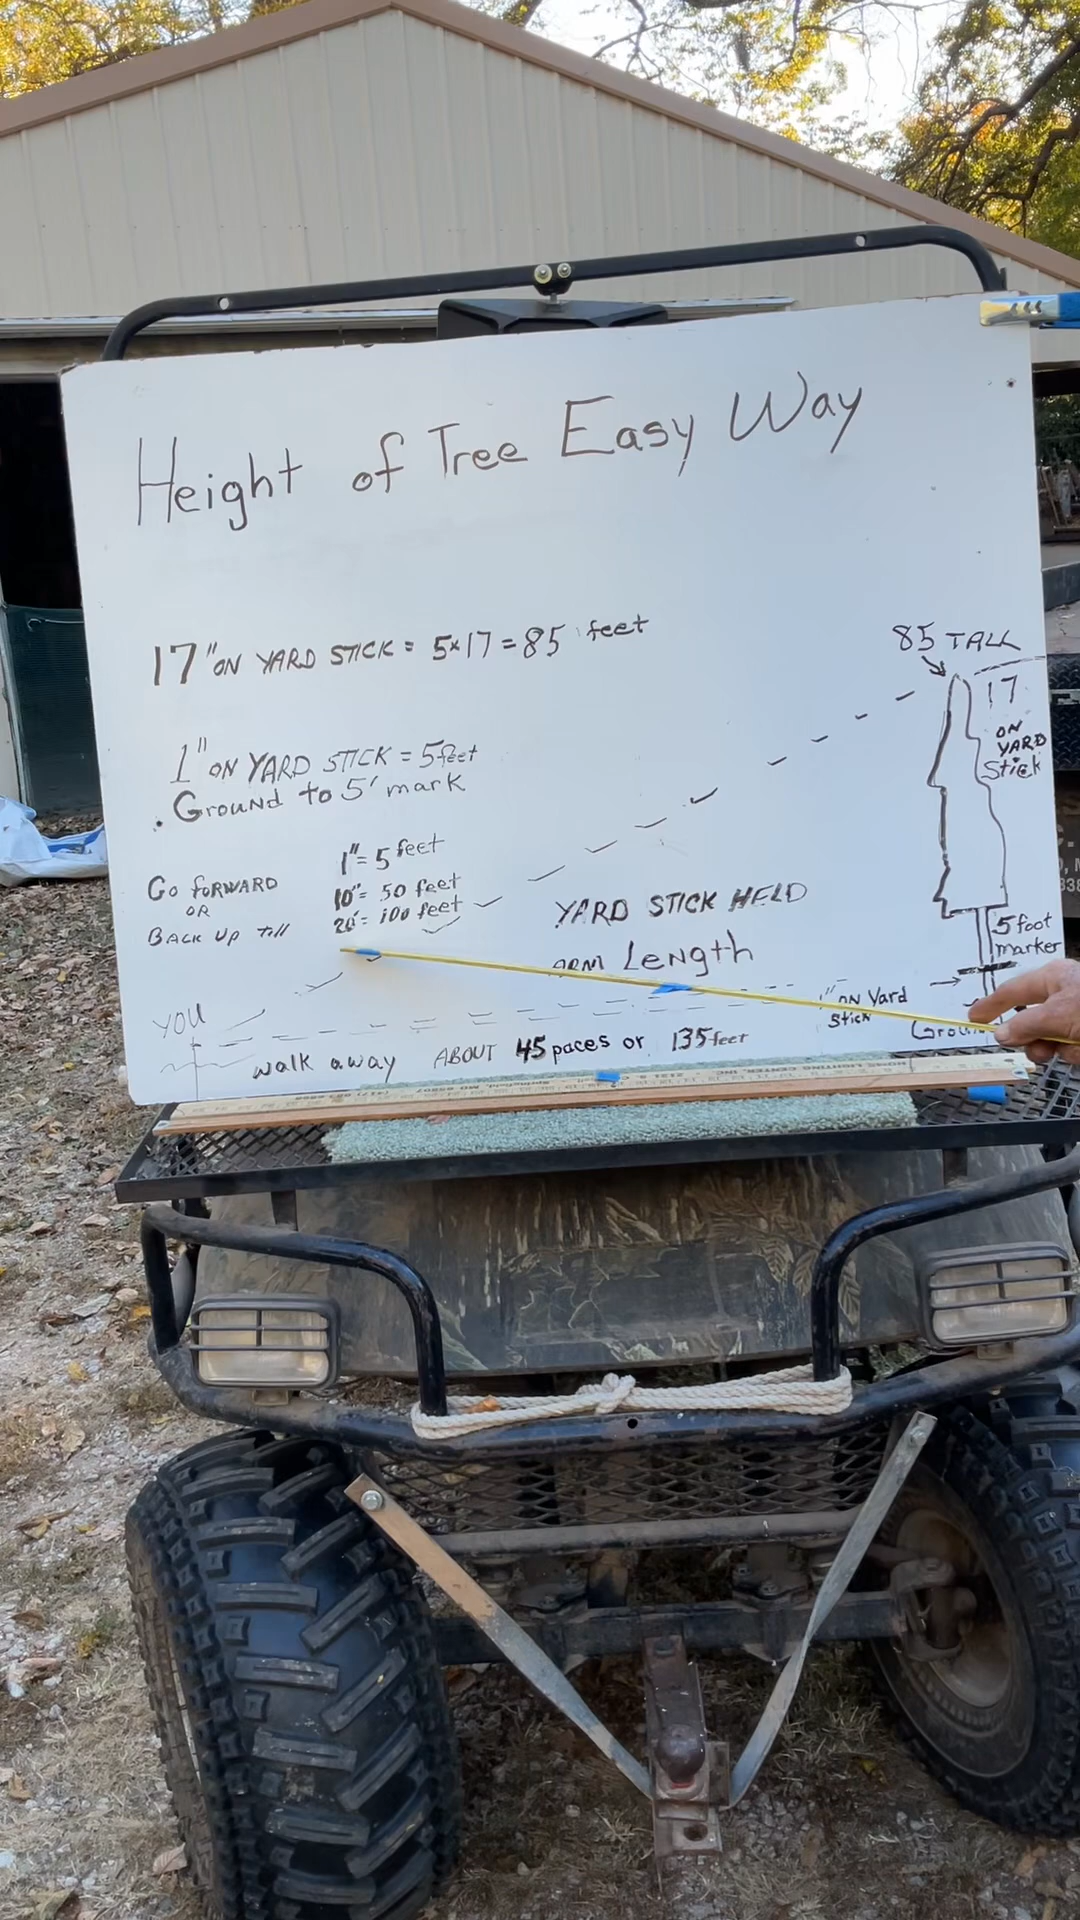 Height of Tree Easy Way
17" ON YARD STICK = 5x17 = 85 feet
85 TALL
17
ON
YARD
Stick
1" ON YARD STICK = 5 feet
. Ground to 5' mark
1" = 5 feet
10" = 50 feet
20" = 100 feet
Go FORWARD
OR
BACK UP Till
YARD STICK HELD
ARM Length
5 foot
marker
1" ON Yard
Stick
Ground
YOU
walk away ABOUT 45 paces or 135 feet